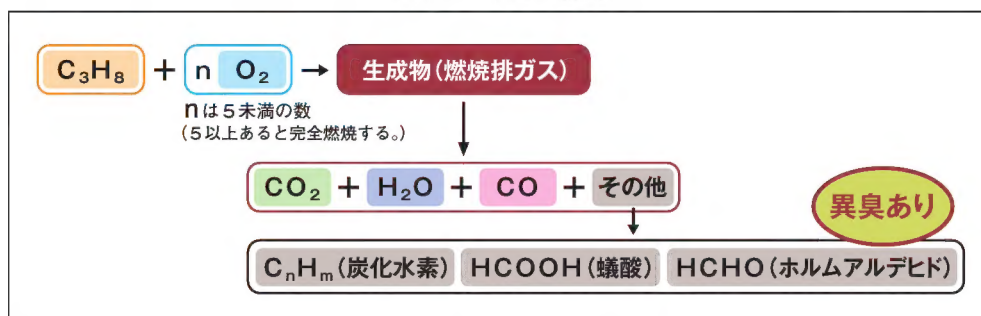 C₃H₈ + n O₂ → 生成物(燃焼排ガス)
nは5未満の数
(5以上あると完全燃焼する。)
CO₂ + H₂O + CO + その他
異臭あり
CₙHₘ(炭化水素) HCOOH(蟻酸) HCHO(ホルムアルデヒド)